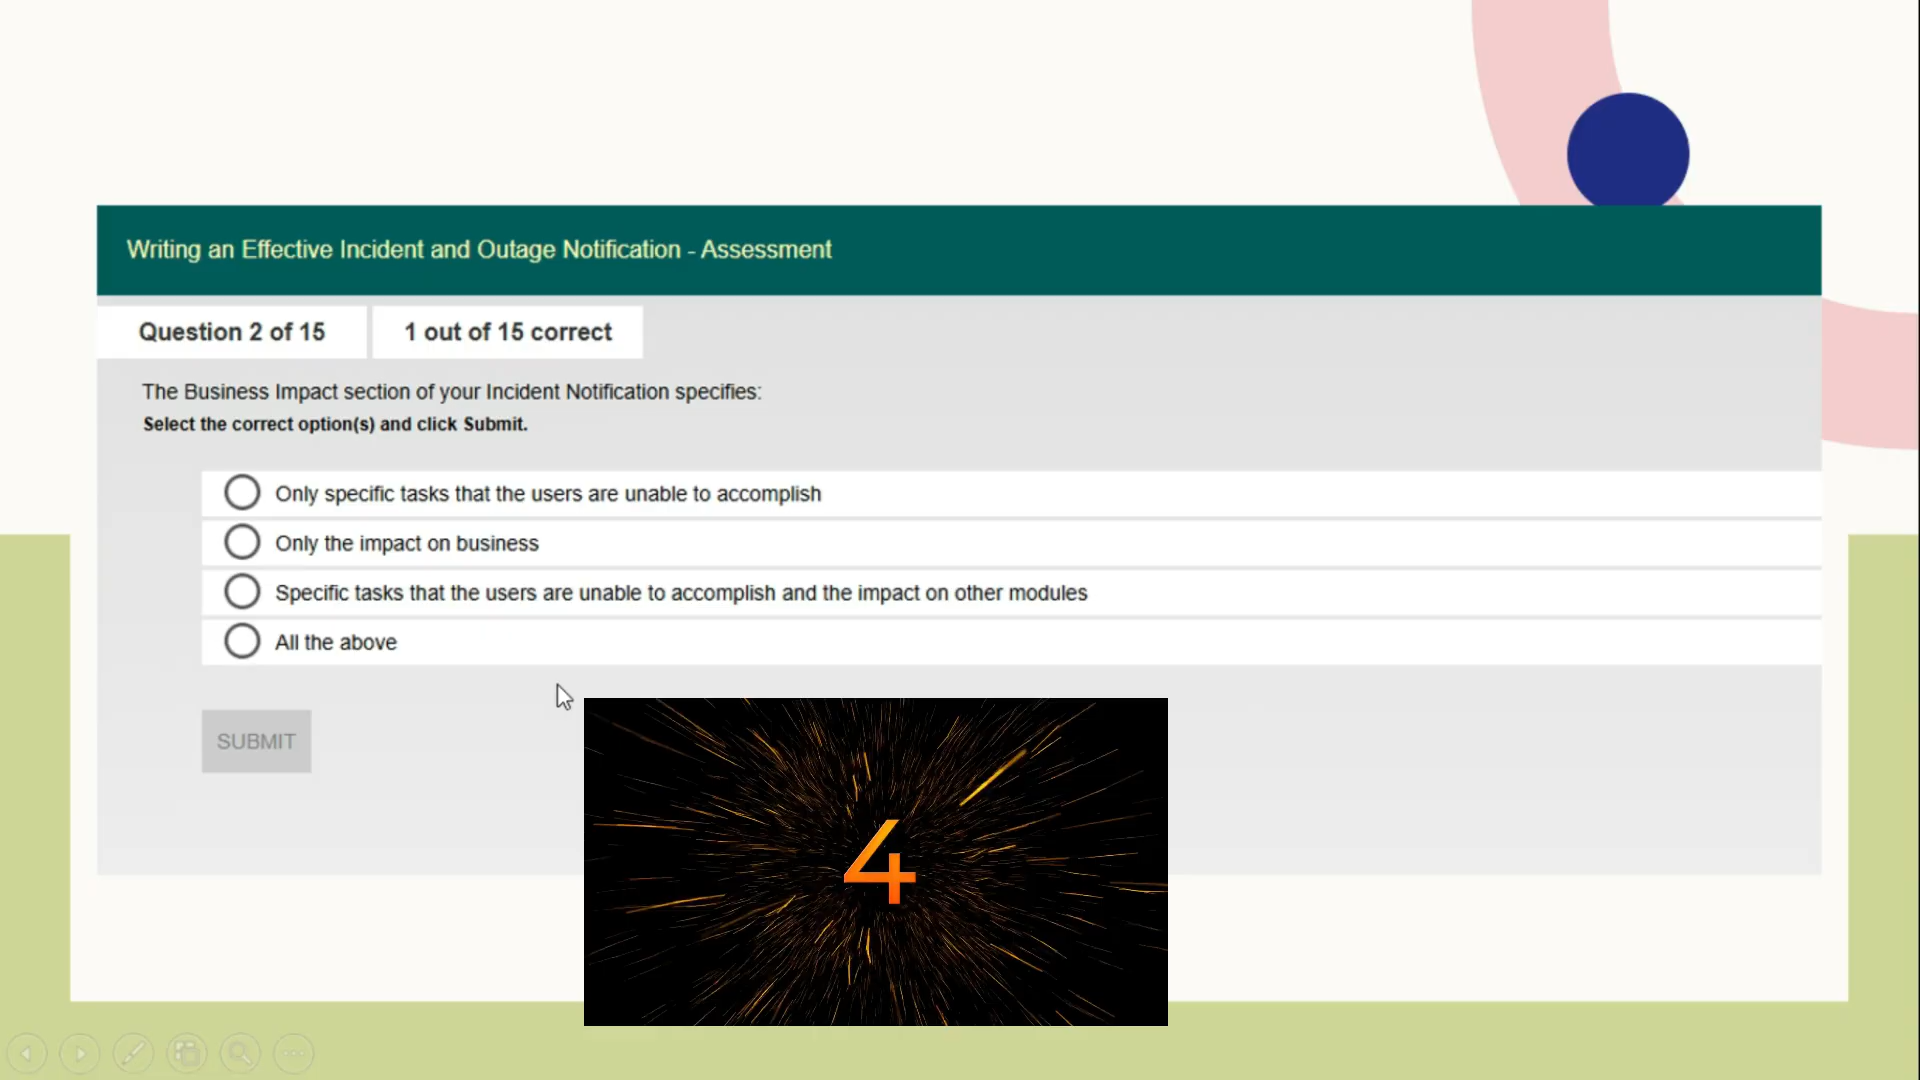 Writing an Effective Incident and Outage Notification - Assessment
Question 2 of 15
1 out of 15 correct
The Business Impact section of your Incident Notification specifies:
Select the correct option(s) and click Submit.
Only specific tasks that the users are unable to accomplish
Only the impact on business
Specific tasks that the users are unable to accomplish and the impact on other modules
All the above
SUBMIT
4